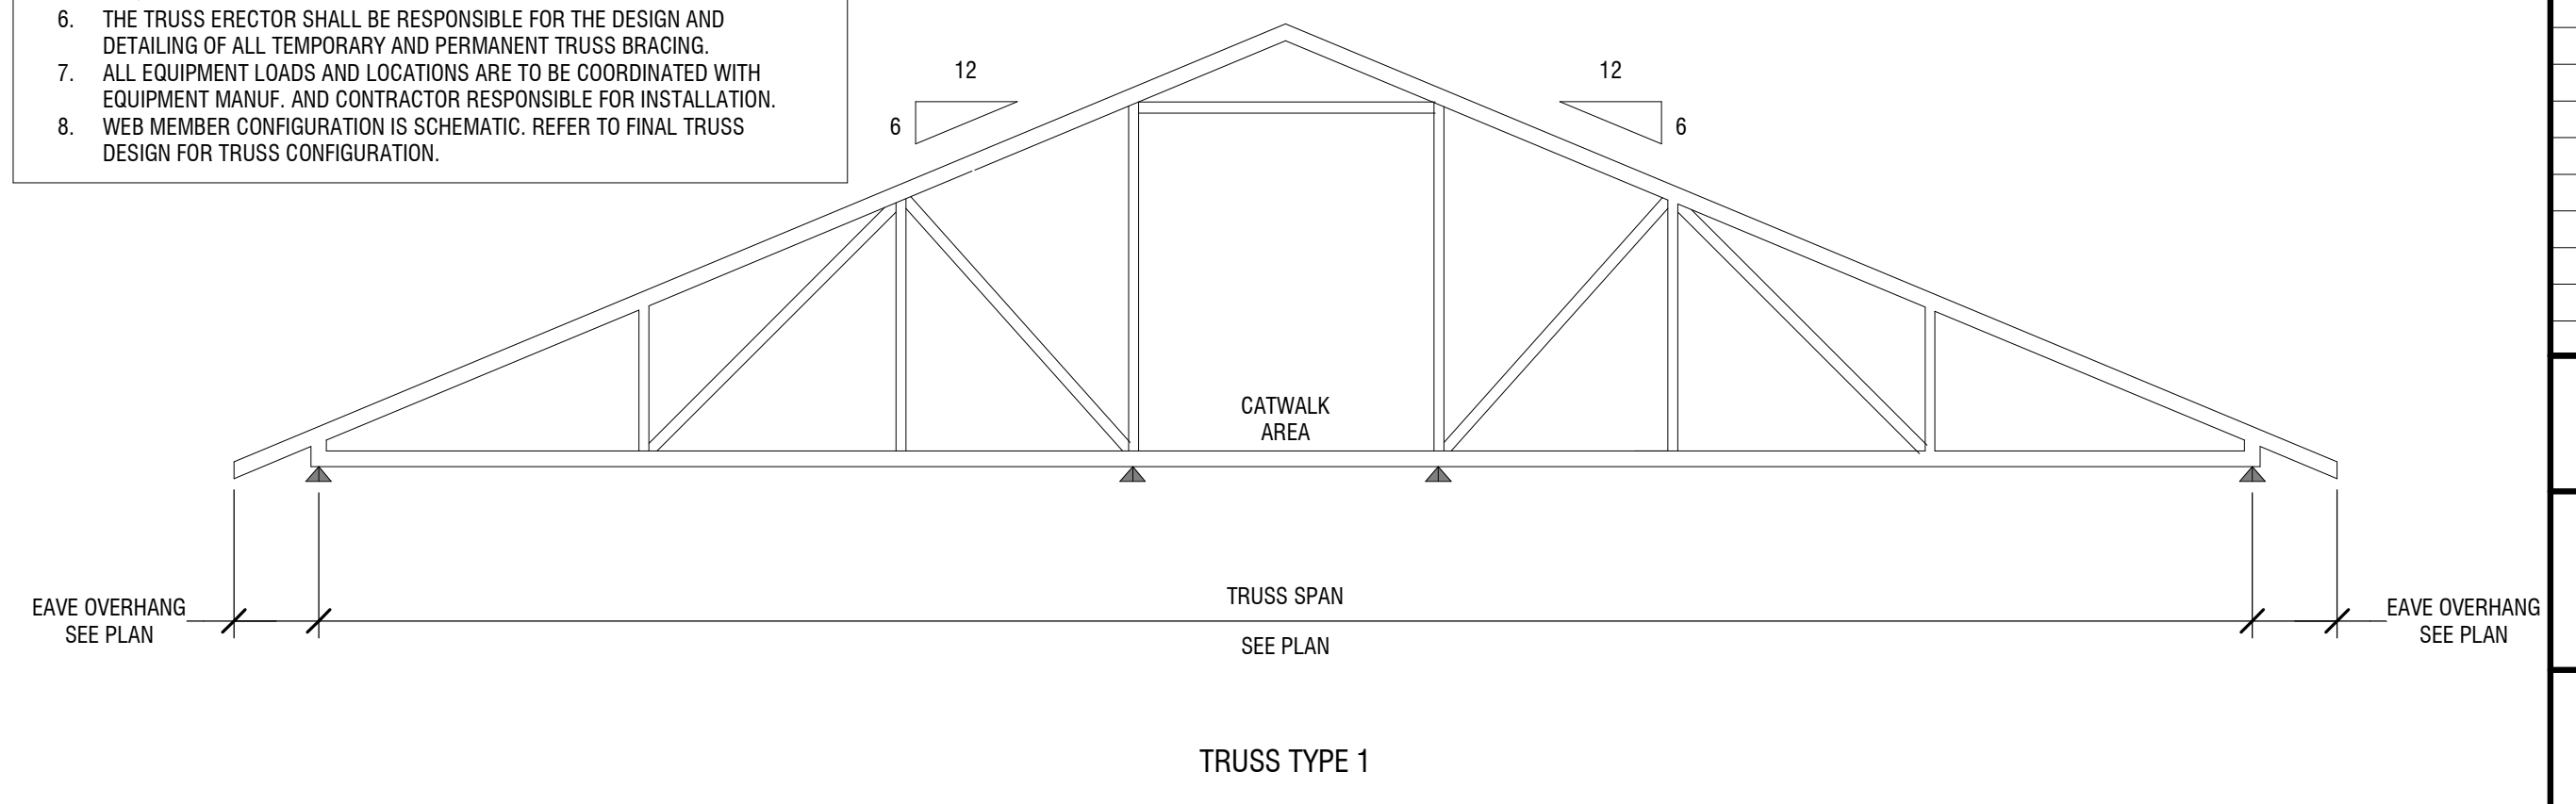 6. THE TRUSS ERECTOR SHALL BE RESPONSIBLE FOR THE DESIGN AND
DETAILING OF ALL TEMPORARY AND PERMANENT TRUSS BRACING.
7. ALL EQUIPMENT LOADS AND LOCATIONS ARE TO BE COORDINATED WITH
EQUIPMENT MANUF. AND CONTRACTOR RESPONSIBLE FOR INSTALLATION.
8. WEB MEMBER CONFIGURATION IS SCHEMATIC. REFER TO FINAL TRUSS
DESIGN FOR TRUSS CONFIGURATION.
12
6
12
6
CATWALK
AREA
EAVE OVERHANG
SEE PLAN
TRUSS SPAN
SEE PLAN
EAVE OVERHANG
SEE PLAN
TRUSS TYPE 1